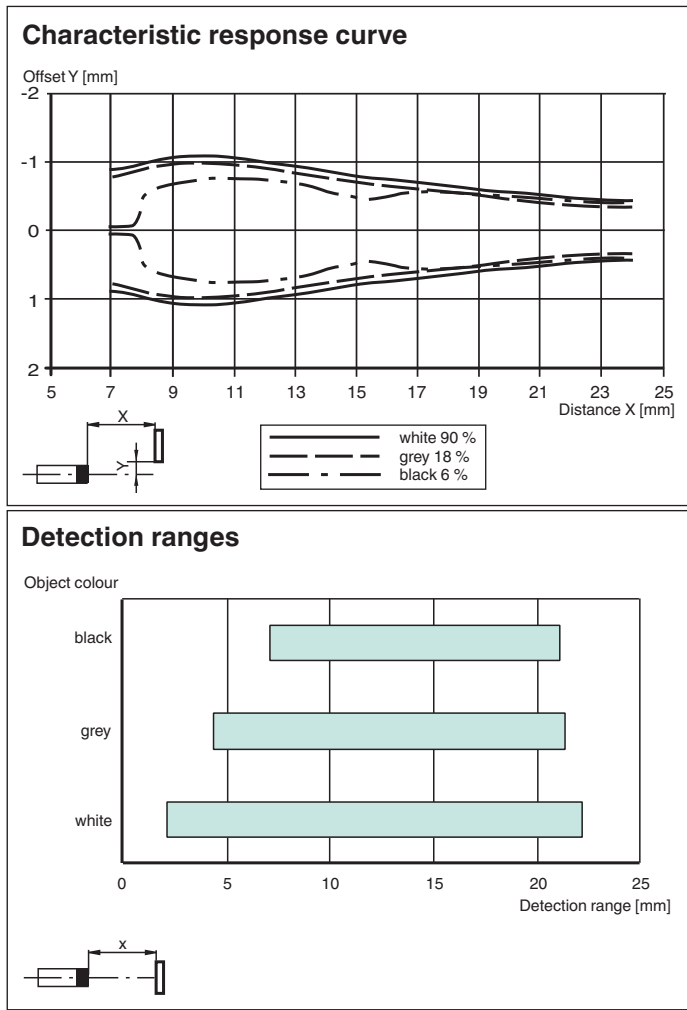 Characteristic response curve
Offset Y [mm]
-2
-1
0
1
2
5 7 9 11 13 15 17 19 21 23 25
Distance X [mm]
X
Y
white 90 %
grey 18 %
black 6 %
Detection ranges
Object colour
black
grey
white
0 5 10 15 20 25
Detection range [mm]
x